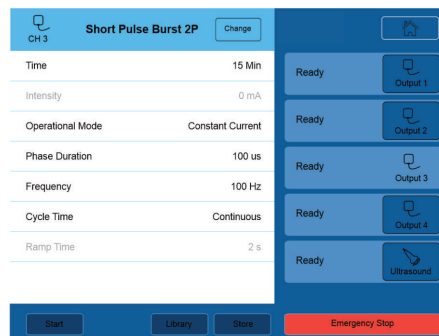 CH 3
Short Pulse Burst 2P
Change
Time 15 Min
Intensity 0 mA
Operational Mode Constant Current
Phase Duration 100 us
Frequency 100 Hz
Cycle Time Continuous
Ramp Time 2 s
Start
Library
Store
Ready
Output 1
Ready
Output 2
Ready
Output 3
Ready
Output 4
Ready
Ultrasound
Emergency Stop